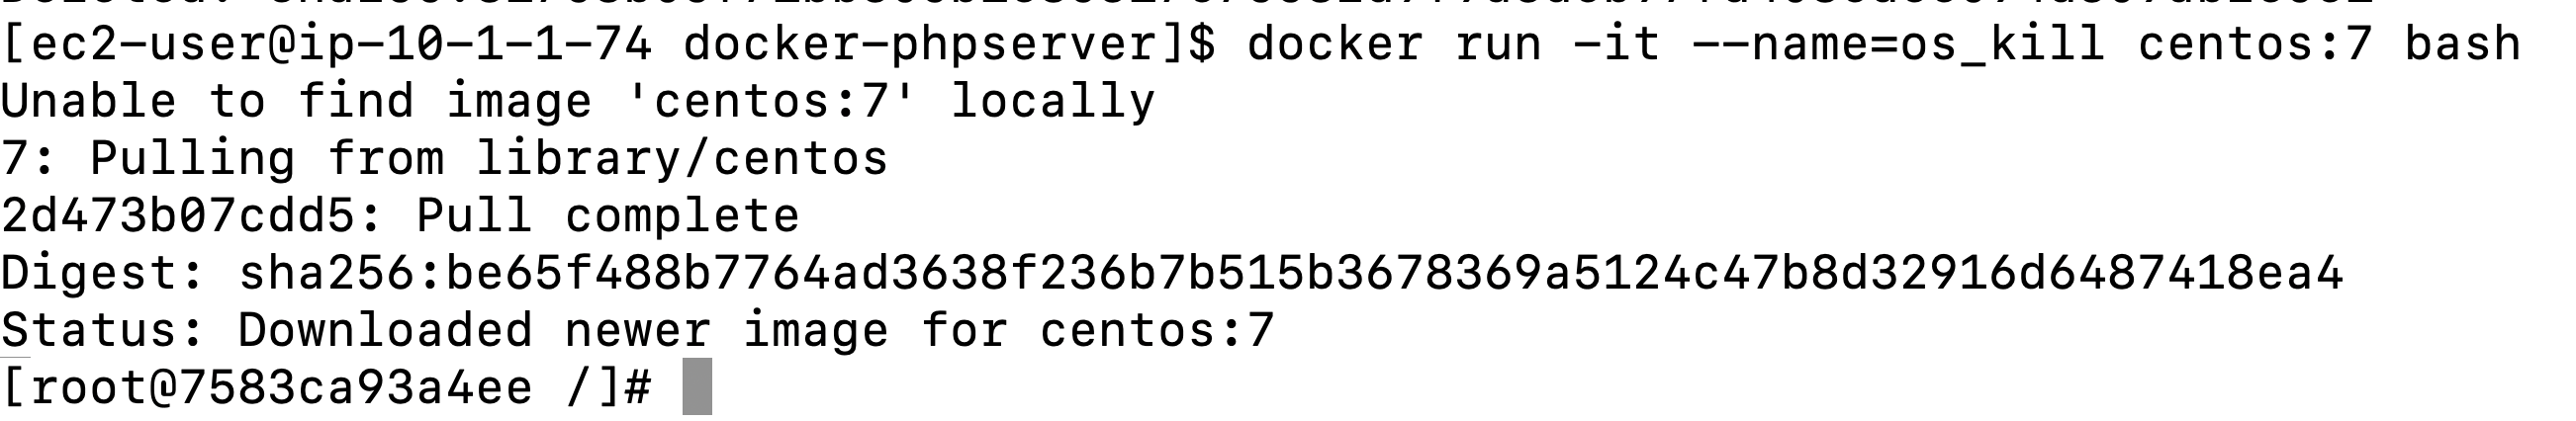 [ec2-user@ip-10-1-1-74 docker-phpserver]$ docker run -it --name=os_kill centos:7 bash
Unable to find image 'centos:7' locally
7: Pulling from library/centos
2d473b07cdd5: Pull complete
Digest: sha256:be65f488b7764ad3638f236b7b515b3678369a5124c47b8d32916d6487418ea4
Status: Downloaded newer image for centos:7
[root@7583ca93a4ee /]#